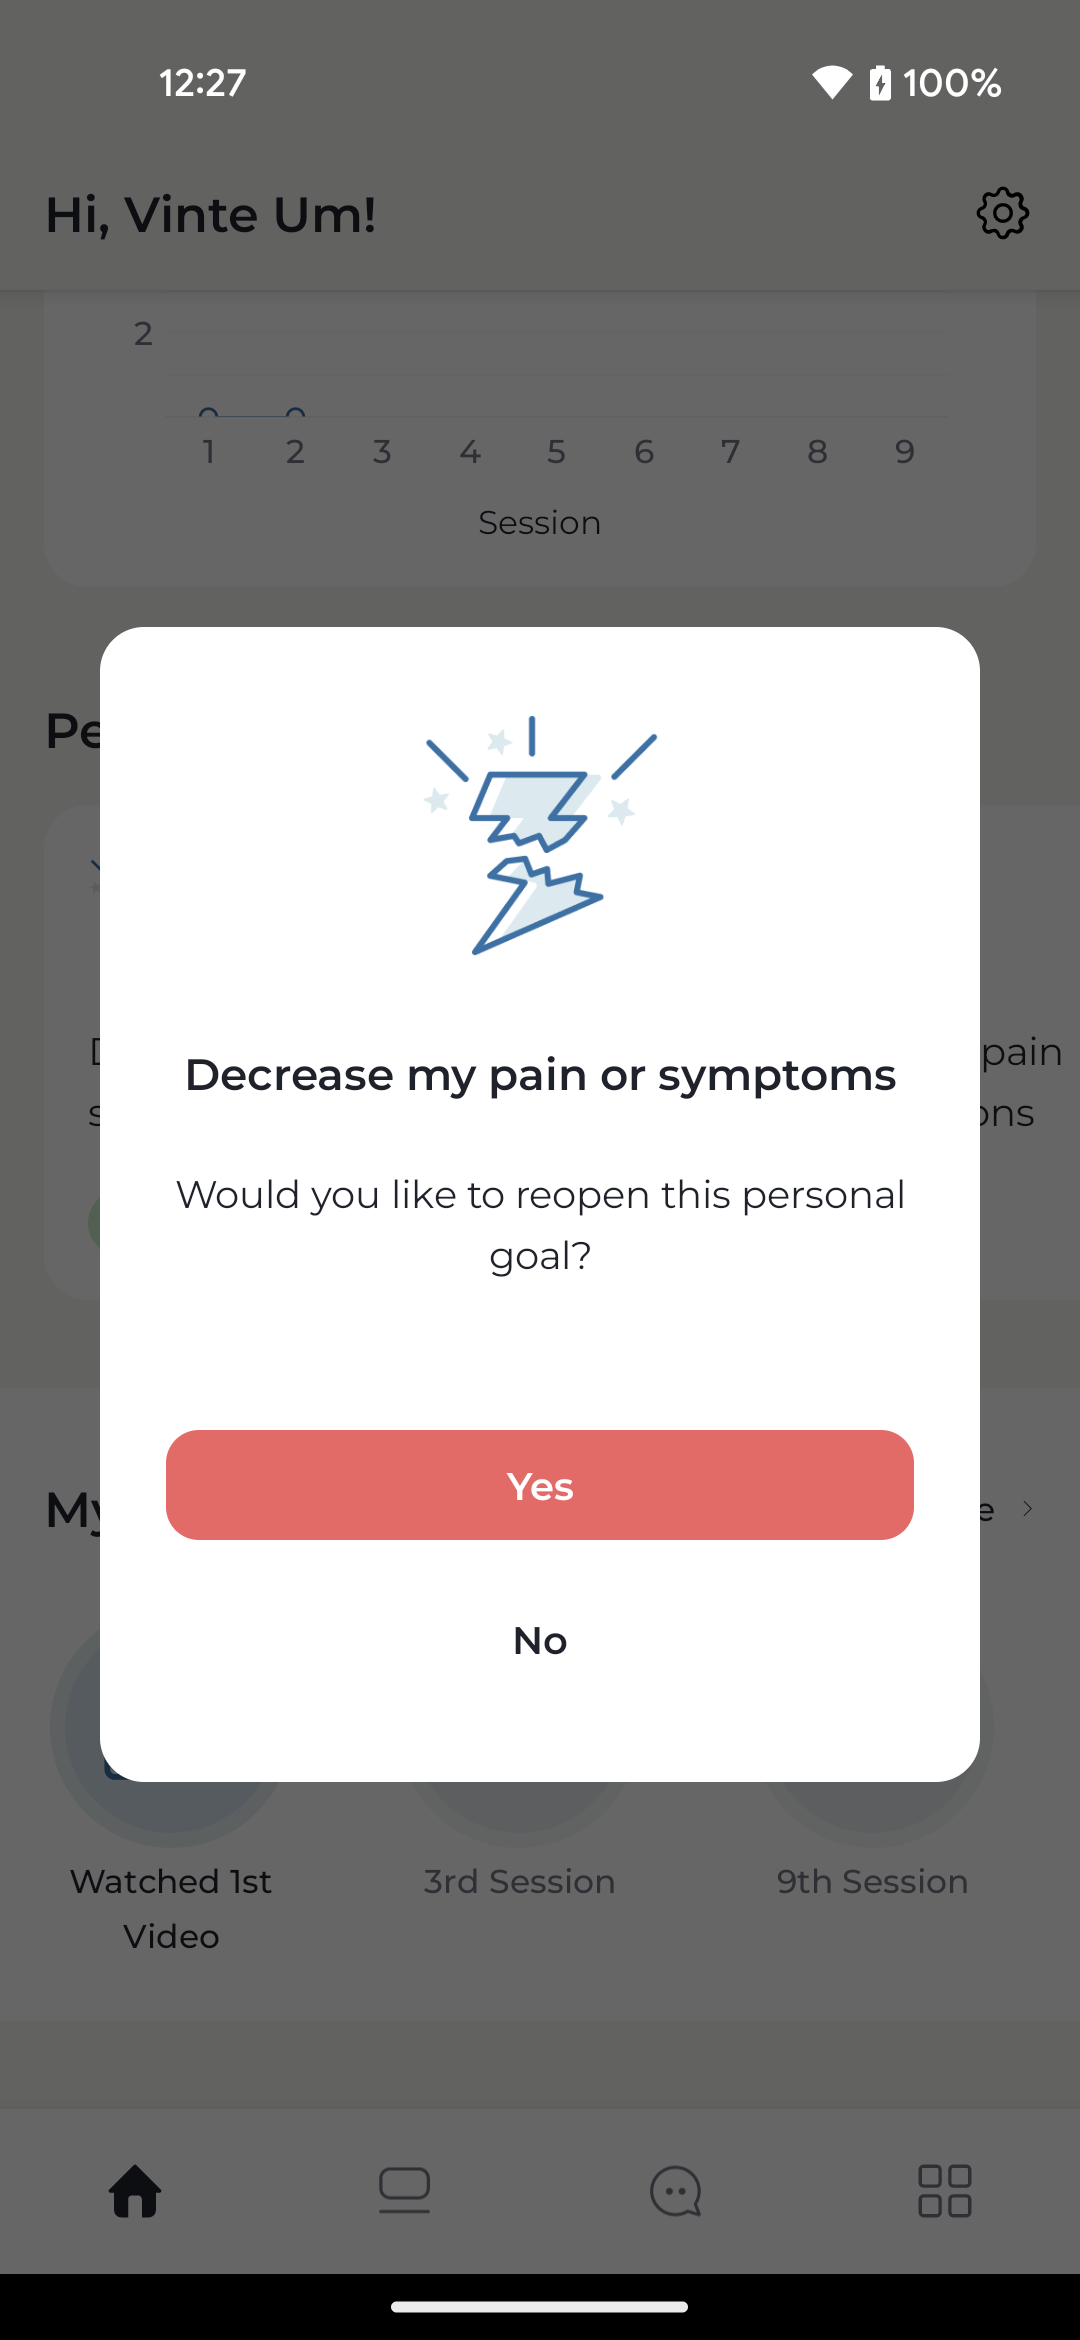 12:27
100%
Hi, Vinte Um!
2
1 2 3 4 5 6 7 8 9
Session
Decrease my pain or symptoms
Would you like to reopen this personal
goal?
pain
Yes
No
My
Watched 1st
Video
3rd Session
9th Session